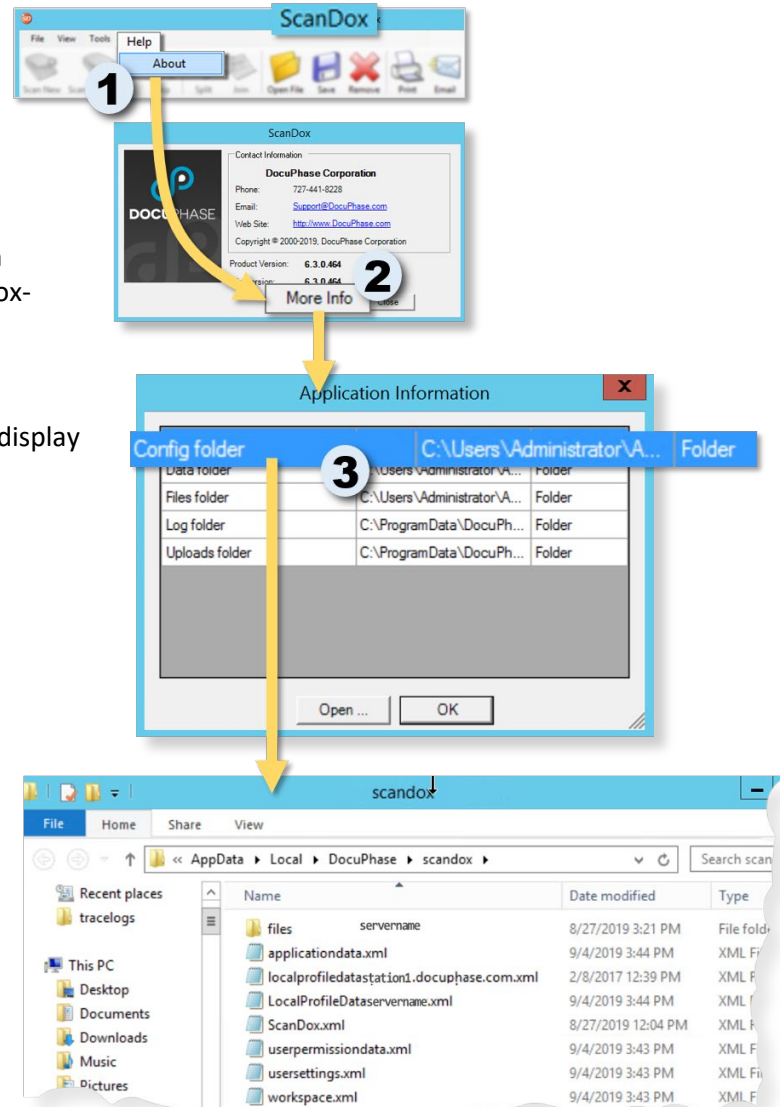 ScanDox
File View Tools Help
About
1
Scan New Split Join Open File Save Remove Print Email
ScanDox
Contact Information
DocuPhase Corporation
DOCUPHASE
Phone: 727-441-8228
Email: Support@DocuPhase.com
Web Site: http://www.DocuPhase.com
Copyright © 2000-2019, DocuPhase Corporation
Product Version: 6.3.0.464
6.3.0.464
2
More Info Close
ox-
display
Application Information
x
Config folder C:\Users\Administrator\A... Folder
3
Data folder C:\Users\Administrator\A... Folder
Files folder C:\Users\Administrator\A... Folder
Log folder C:\ProgramData\DocuPh... Folder
Uploads folder C:\ProgramData\DocuPh... Folder
Open ... OK
scandox
File Home Share View
« AppData ▸ Local ▸ DocuPhase ▸ scandox ▸ Search scan
Recent places Name Date modified Type
tracelogs files servername 8/27/2019 3:21 PM File folde
applicationdata.xml 9/4/2019 3:44 PM XML Fi
This PC localprofiledatastation1.docuphase.com.xml 2/8/2017 12:39 PM XML F
Desktop LocalProfileDataservername.xml 9/4/2019 3:44 PM XML
Documents ScanDox.xml 8/27/2019 12:04 PM XML F
Downloads userpermissiondata.xml 9/4/2019 3:43 PM XML F
Music usersettings.xml 9/4/2019 3:43 PM XML Fi
Pictures workspace.xml 9/4/2019 3:43 PM XML F